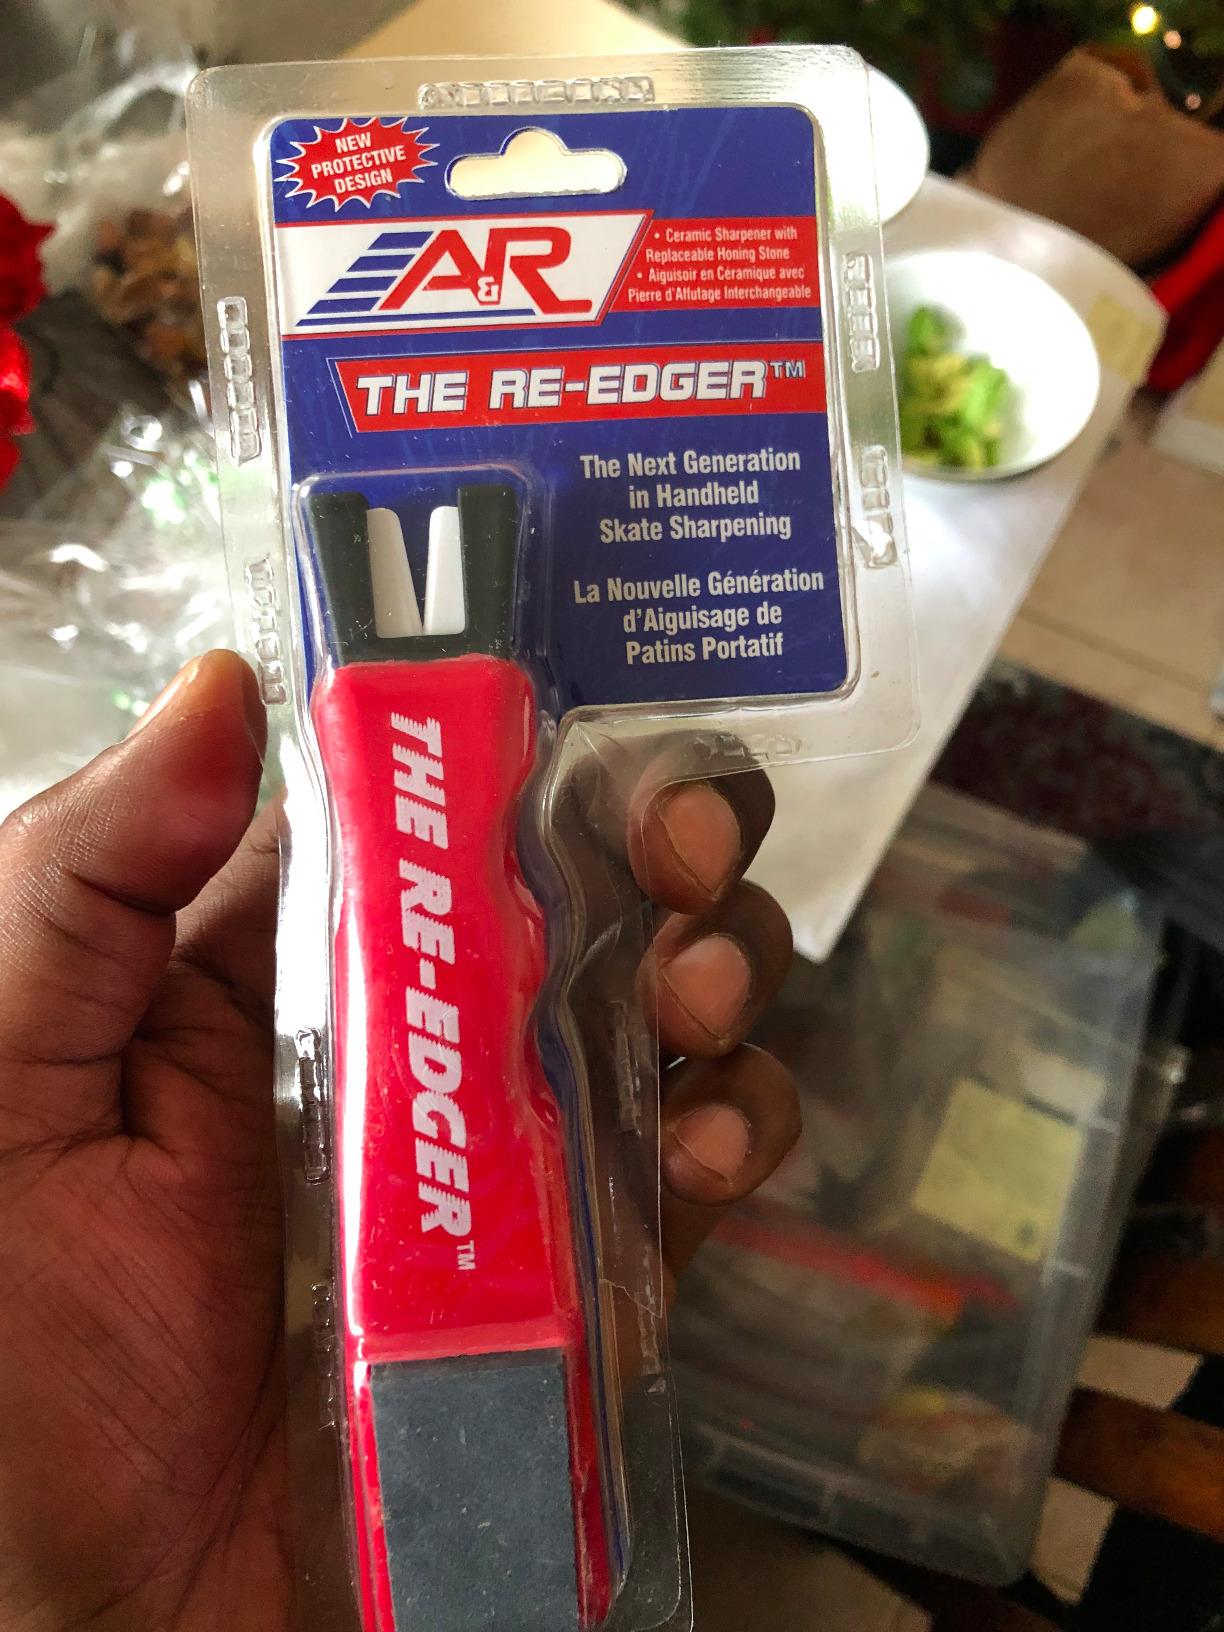 NEW
PROTECTIVE
DESIGN
A&R
• Ceramic Sharpener with
Replaceable Honing Stone
• Aiguisoir en Céramique avec
Pierre d'Affutage Interchangeable
THE RE-EDGER™
The Next Generation
in Handheld
Skate Sharpening
La Nouvelle Génération
d'Aiguisage de
Patins Portatif
THE RE-EDGER™